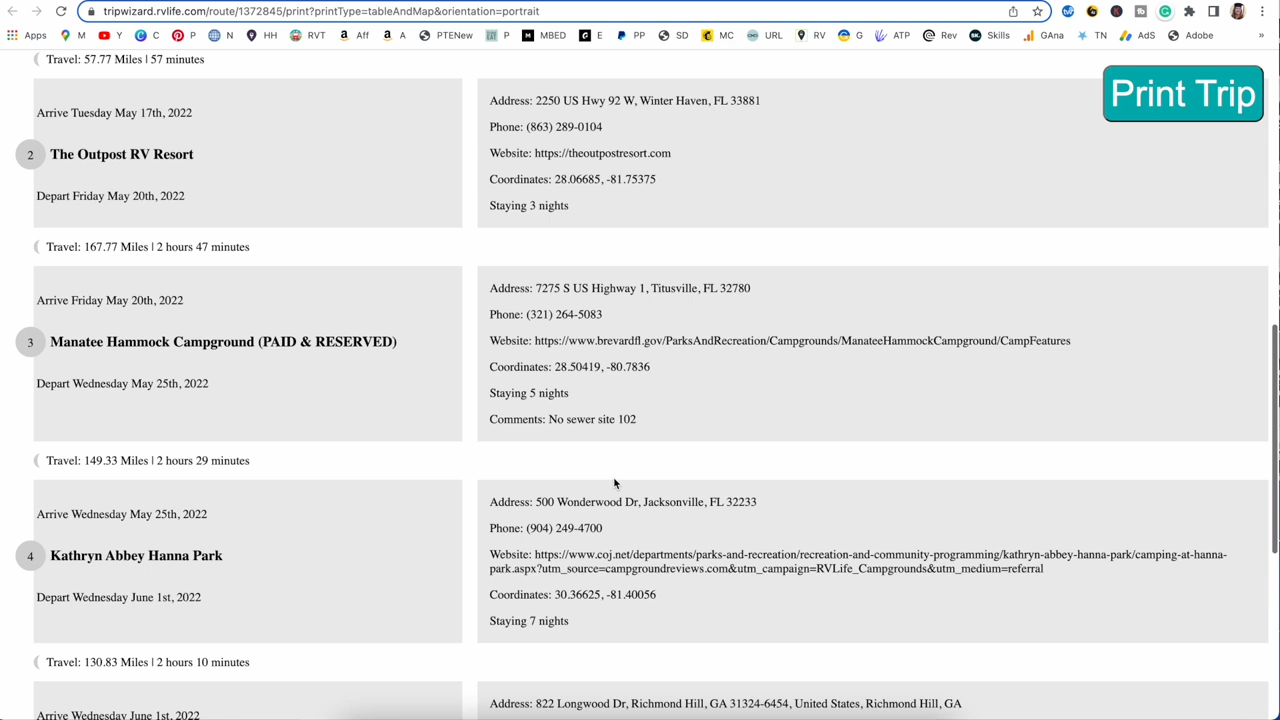 tripwizard.rvlife.com/route/1372845/print?printType=tableAndMap&orientation=portrait
Apps M Y C P N HH RVT Aff A PTENew P MBED E PP SD MC URL RV G ATP Rev Skills GAna TN AdS Adobe »
Travel: 57.77 Miles | 57 minutes
Print Trip
Arrive Tuesday May 17th, 2022
2 The Outpost RV Resort
Depart Friday May 20th, 2022
Address: 2250 US Hwy 92 W, Winter Haven, FL 33881
Phone: (863) 289-0104
Website: https://theoutpostresort.com
Coordinates: 28.06685, -81.75375
Staying 3 nights
Travel: 167.77 Miles | 2 hours 47 minutes
Arrive Friday May 20th, 2022
3 Manatee Hammock Campground (PAID & RESERVED)
Depart Wednesday May 25th, 2022
Address: 7275 S US Highway 1, Titusville, FL 32780
Phone: (321) 264-5083
Website: https://www.brevardfl.gov/ParksAndRecreation/Campgrounds/ManateeHammockCampground/CampFeatures
Coordinates: 28.50419, -80.7836
Staying 5 nights
Comments: No sewer site 102
Travel: 149.33 Miles | 2 hours 29 minutes
Arrive Wednesday May 25th, 2022
4 Kathryn Abbey Hanna Park
Depart Wednesday June 1st, 2022
Address: 500 Wonderwood Dr, Jacksonville, FL 32233
Phone: (904) 249-4700
Website: https://www.coj.net/departments/parks-and-recreation/recreation-and-community-programming/kathryn-abbey-hanna-park/camping-at-hanna-
park.aspx?utm_source=campgroundreviews.com&utm_campaign=RVLife_Campgrounds&utm_medium=referral
Coordinates: 30.36625, -81.40056
Staying 7 nights
Travel: 130.83 Miles | 2 hours 10 minutes
Arrive Wednesday June 1st, 2022
Address: 822 Longwood Dr, Richmond Hill, GA 31324-6454, United States, Richmond Hill, GA